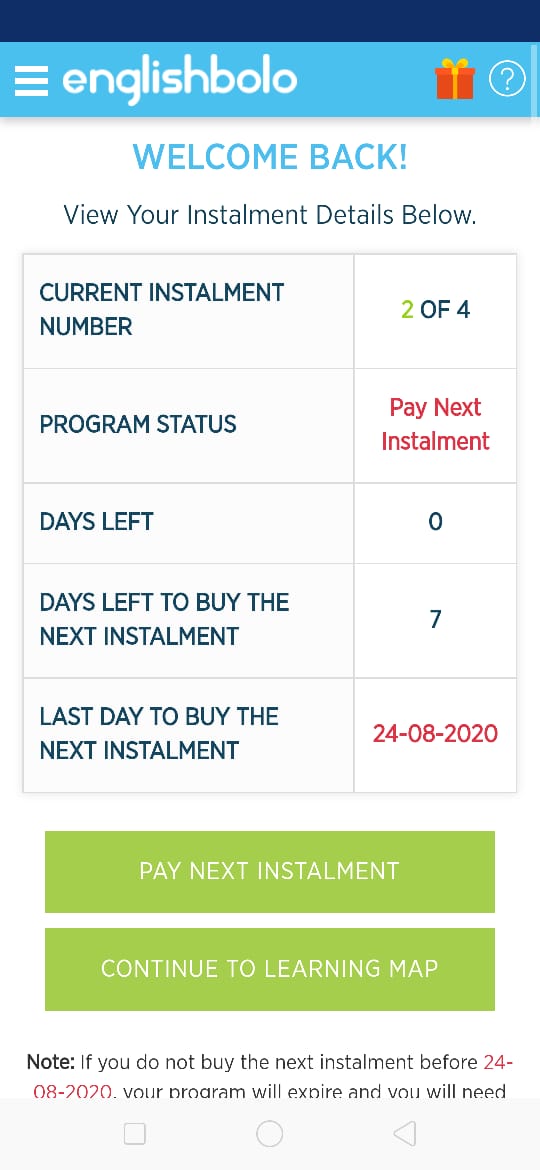 englishbolo
?
WELCOME BACK!
View Your Instalment Details Below.
CURRENT INSTALMENT
NUMBER
2 OF 4
PROGRAM STATUS
Pay Next
Instalment
DAYS LEFT
0
DAYS LEFT TO BUY THE
NEXT INSTALMENT
7
LAST DAY TO BUY THE
NEXT INSTALMENT
24-08-2020
PAY NEXT INSTALMENT
CONTINUE TO LEARNING MAP
Note: If you do not buy the next instalment before 24-
08-2020, your program will expire and you will need